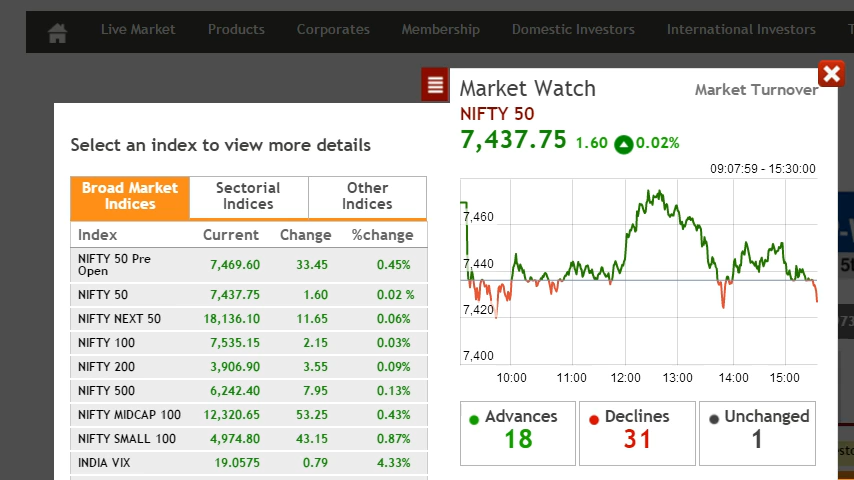 Live Market Products Corporates Membership Domestic Investors International Investors
Market Watch Market Turnover
NIFTY 50
7,437.75 1.60 0.02%
09:07:59 - 15:30:00
7,460
7,440
7,420
7,400
10:00 11:00 12:00 13:00 14:00 15:00
Advances Declines Unchanged
18 31 1
Select an index to view more details
Broad Market Indices Sectorial Indices Other Indices
Index Current Change %change
NIFTY 50 Pre Open 7,469.60 33.45 0.45%
NIFTY 50 7,437.75 1.60 0.02 %
NIFTY NEXT 50 18,136.10 11.65 0.06%
NIFTY 100 7,535.15 2.15 0.03%
NIFTY 200 3,906.90 3.55 0.09%
NIFTY 500 6,242.40 7.95 0.13%
NIFTY MIDCAP 100 12,320.65 53.25 0.43%
NIFTY SMALL 100 4,974.80 43.15 0.87%
INDIA VIX 19.0575 0.79 4.33%